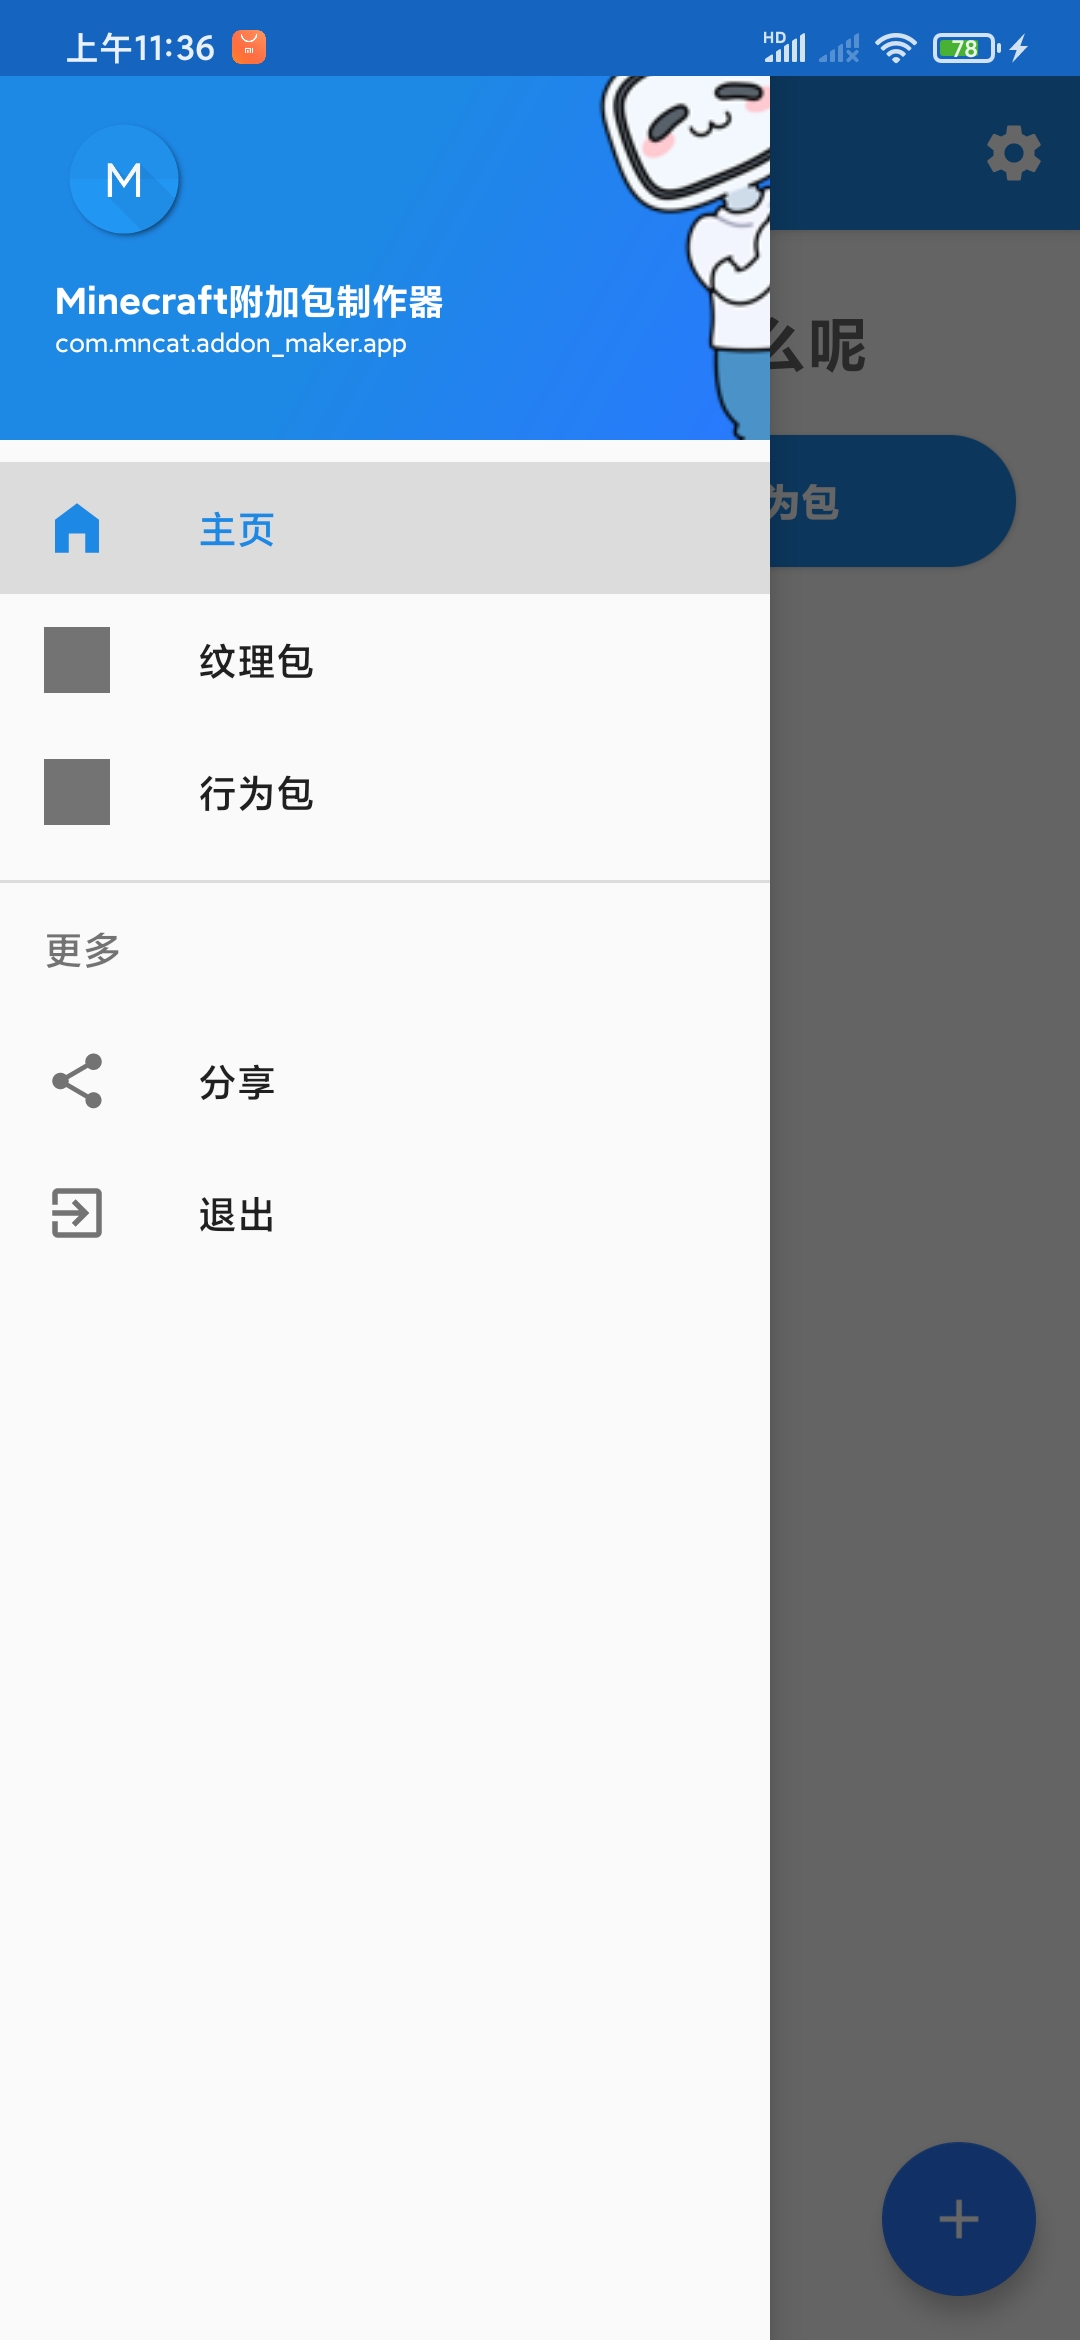 上午11:36
HD
78
M
Minecraft附加包制作器
com.mncat.addon_maker.app
么呢
为包
主页
纹理包
行为包
更多
分享
退出